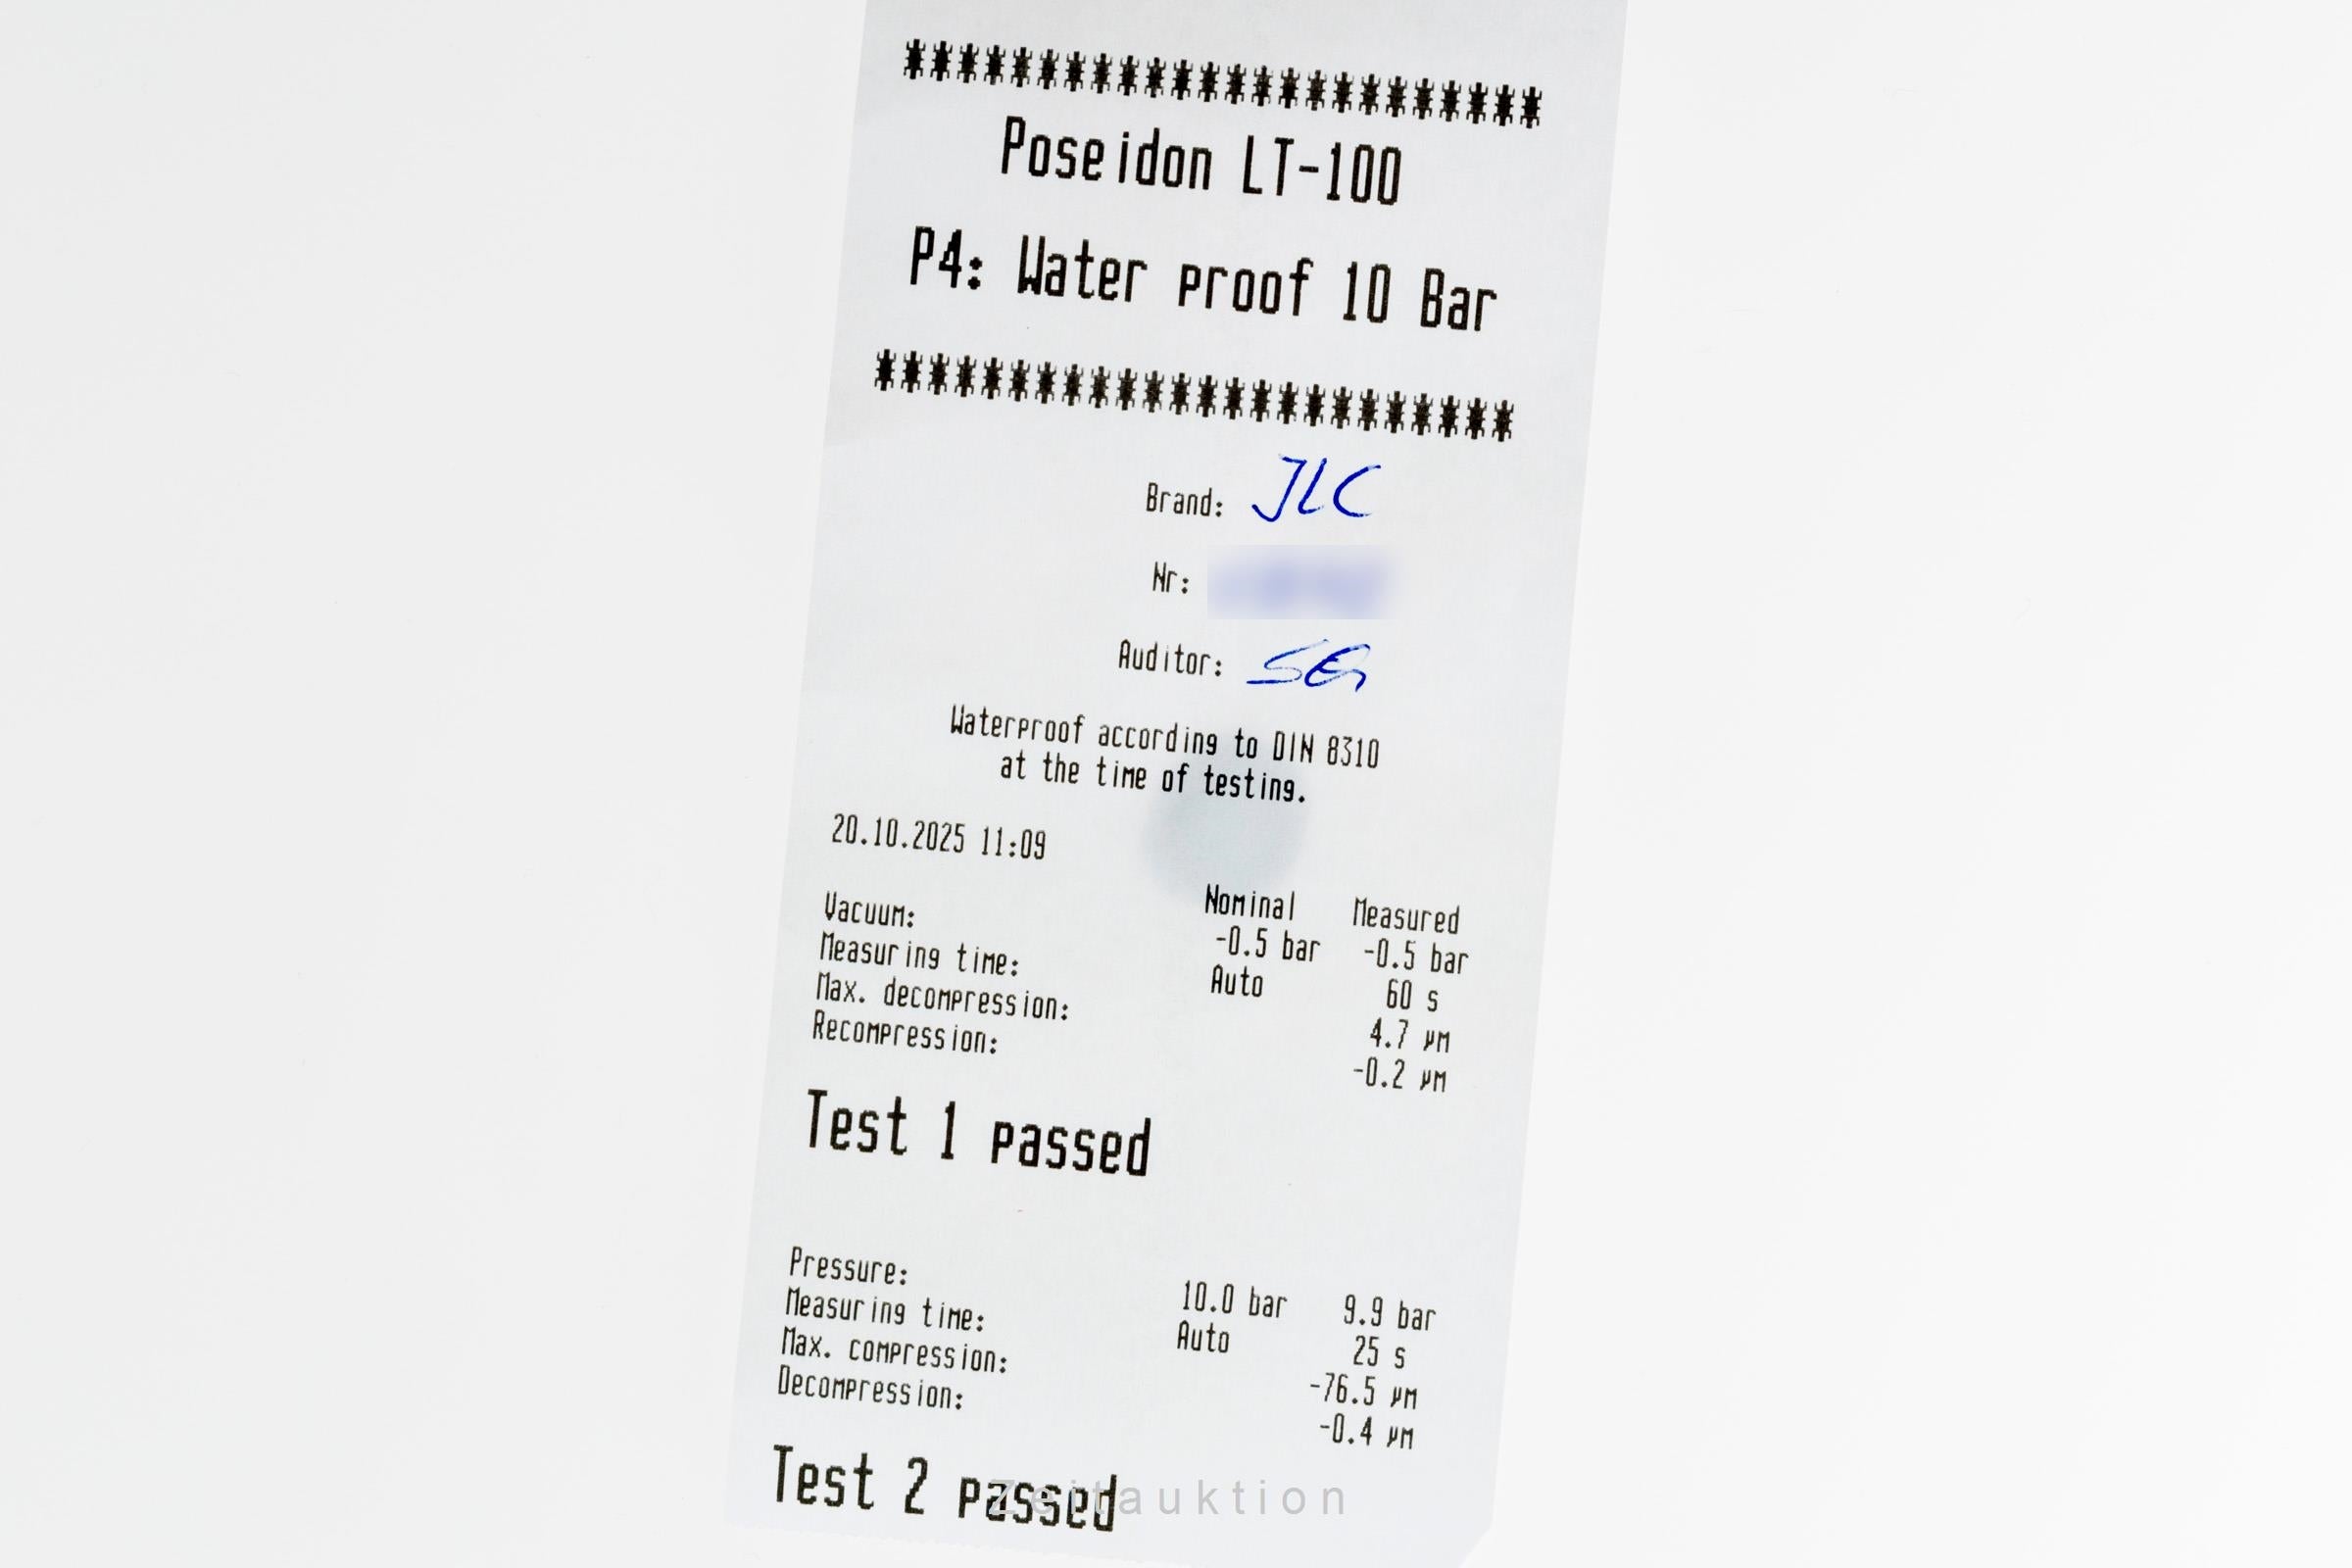 ************************
Poseidon LT-100
P4: Water proof 10 Bar
************************
Brand: JLC
Nr:
Auditor:
Waterproof according to DIN 8310
at the time of testing.
20.10.2025 11:09
Nominal Measured
Vacuum: -0.5 bar -0.5 bar
Measuring time: Auto 60 s
Max. decompression: 4.7 µm
Recompression: -0.2 µm
Test 1 passed
Pressure: 10.0 bar 9.9 bar
Measuring time: Auto 25 s
Max. compression: -76.5 µm
Decompression: -0.4 µm
Test 2 passed
Zeitauktion